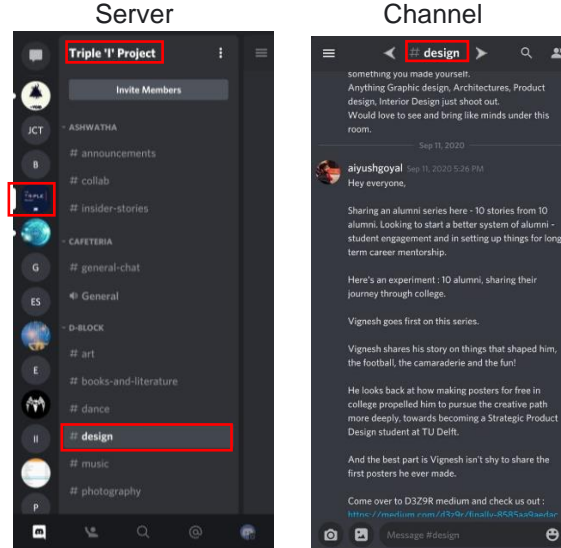 Server
Channel
Triple 'I' Project
Invite Members
ASHWATHA
# announcements
# collab
# insider-stories
CAFETERIA
# general-chat
General
D-BLOCK
# art
# books-and-literature
# dance
# design
# music
# photography
JCT
B
TRIPLE
G
ES
E
II
P
# design
something you made yourself.
Anything Graphic design, Architectures, Product
design, Interior Design just shoot out.
Would love to see and bring like minds under this
room.
Sep 11, 2020
aiyushgoyal Sep 11, 2020 5:26 PM
Hey everyone,
Sharing an alumni series here - 10 stories from 10
alumni. Looking to start a better system of alumni -
student engagement and in setting up things for long
term career mentorship.
Here's an experiment : 10 alumni, sharing their
journey through college.
Vignesh goes first on this series.
Vignesh shares his story on things that shaped him,
the football, the camaraderie and the fun!
He looks back at how making posters for free in
college propelled him to pursue the creative path
more deeply, towards becoming a Strategic Product
Design student at TU Delft.
And the best part is Vignesh isn't shy to share the
first posters he ever made.
Come over to D3Z9R medium and check us out :
https://medium.com/d3z9r/finally-8585aa9aedac
Message #design